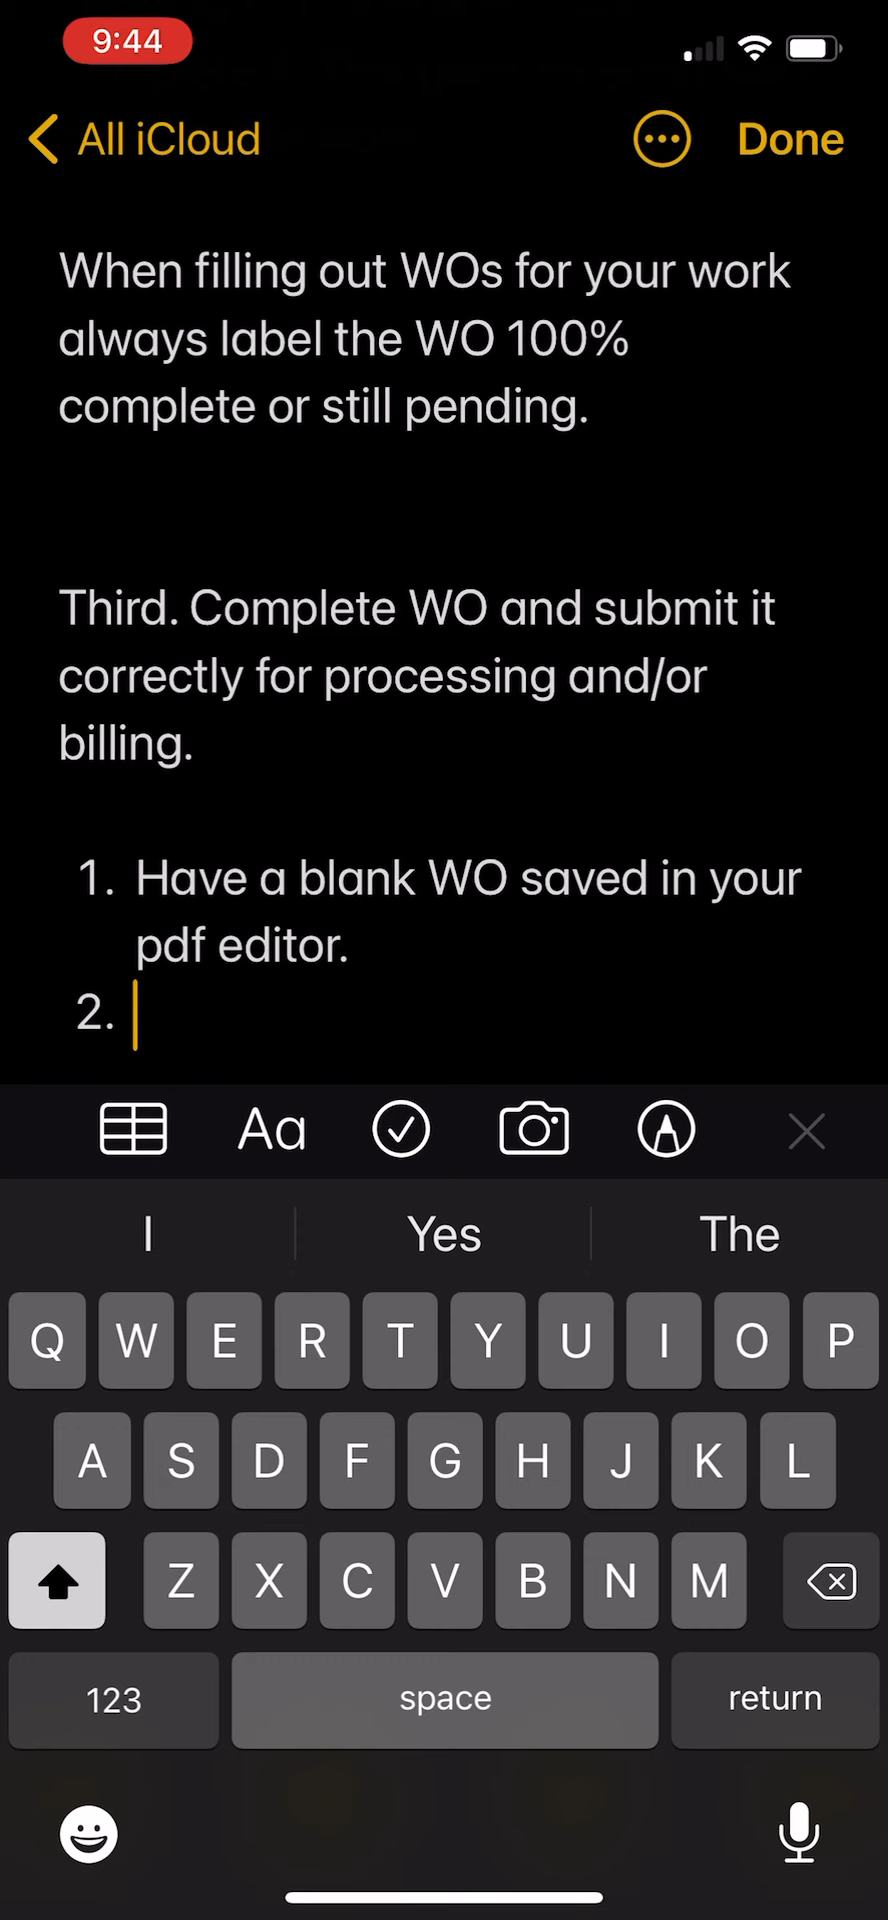 9:44
All iCloud
Done
When filling out WOs for your work
always label the WO 100%
complete or still pending.
Third. Complete WO and submit it
correctly for processing and/or
billing.
1. Have a blank WO saved in your
pdf editor.
2.
Aa
I Yes The
Q W E R T Y U I O P
A S D F G H J K L
Z X C V B N M
123 space return